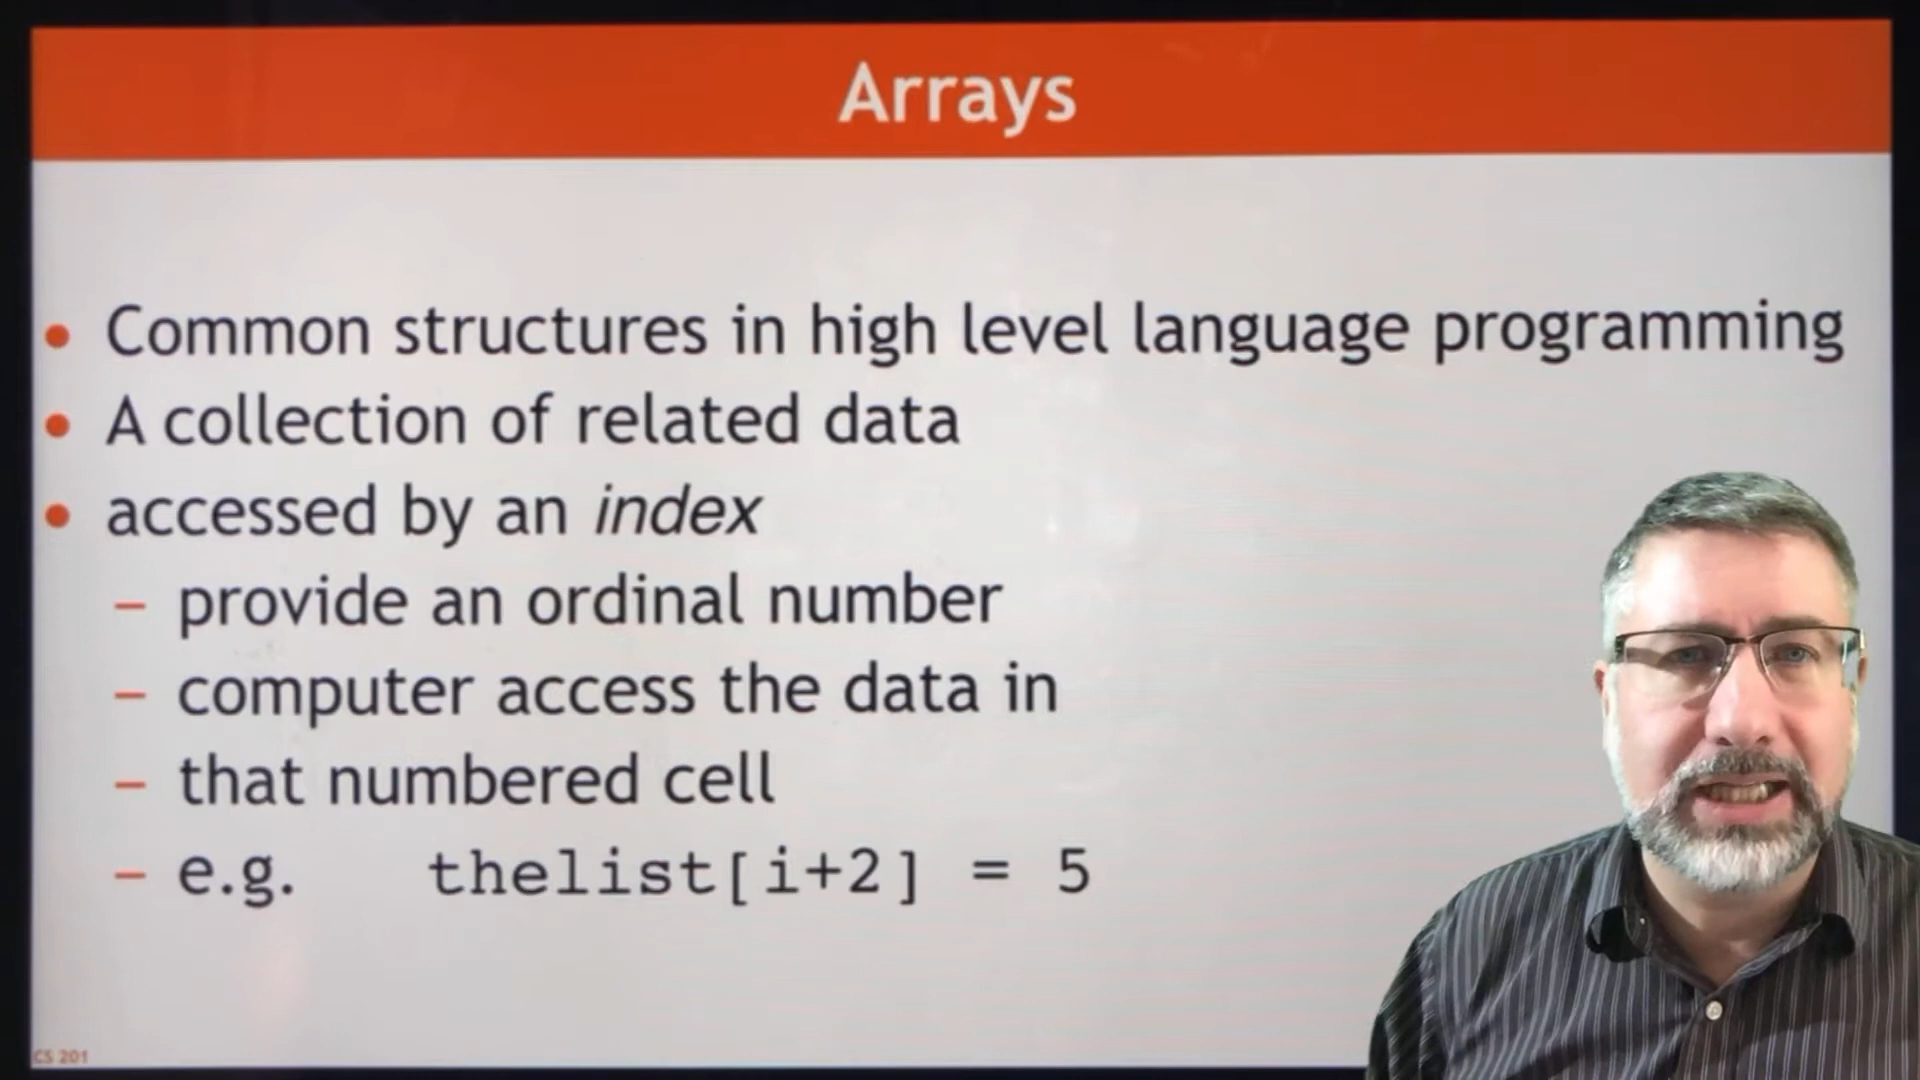 Arrays
• Common structures in high level language programming
• A collection of related data
• accessed by an index
– provide an ordinal number
– computer access the data in
– that numbered cell
– e.g. thelist[i+2] = 5
CS 201